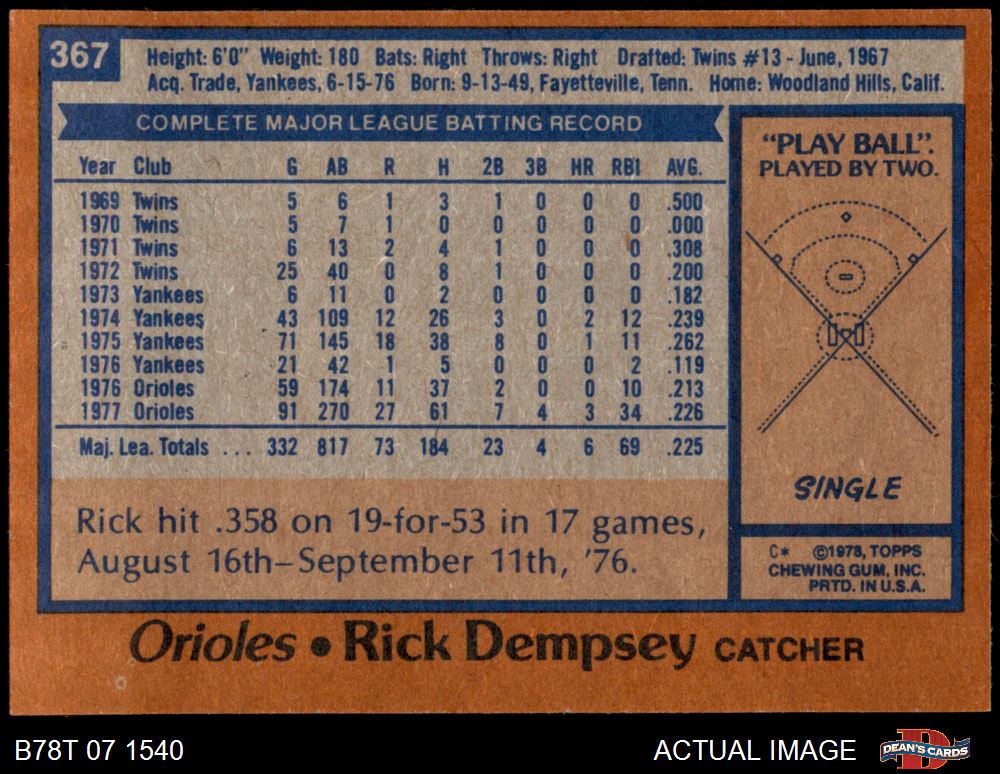 367
Height: 6'0" Weight: 180 Bats: Right Throws: Right Drafted: Twins #13 - June, 1967
Acq. Trade, Yankees, 6-15-76 Born: 9-13-49, Fayetteville, Tenn. Home: Woodland Hills, Calif.
COMPLETE MAJOR LEAGUE BATTING RECORD
Year Club G AB R H 2B 3B HR RBI AVG.
1969 Twins 5 6 1 3 1 0 0 0 .500
1970 Twins 5 7 1 0 0 0 0 0 .000
1971 Twins 6 13 2 4 1 0 0 0 .308
1972 Twins 25 40 0 8 1 0 0 0 .200
1973 Yankees 6 11 0 2 0 0 0 0 .182
1974 Yankees 43 109 12 26 3 0 2 12 .239
1975 Yankees 71 145 18 38 8 0 1 11 .262
1976 Yankees 21 42 1 5 0 0 0 2 .119
1976 Orioles 59 174 11 37 2 0 0 10 .213
1977 Orioles 91 270 27 61 7 4 3 34 .226
Maj. Lea. Totals ... 332 817 73 184 23 4 6 69 .225
Rick hit .358 on 19-for-53 in 17 games,
August 16th–September 11th, '76.
"PLAY BALL".
PLAYED BY TWO.
SINGLE
C* ©1978, TOPPS
CHEWING GUM, INC.
PRTD. IN U.S.A.
Orioles • Rick Dempsey CATCHER
B78T 07 1540
ACTUAL IMAGE
DEAN'S CARDS